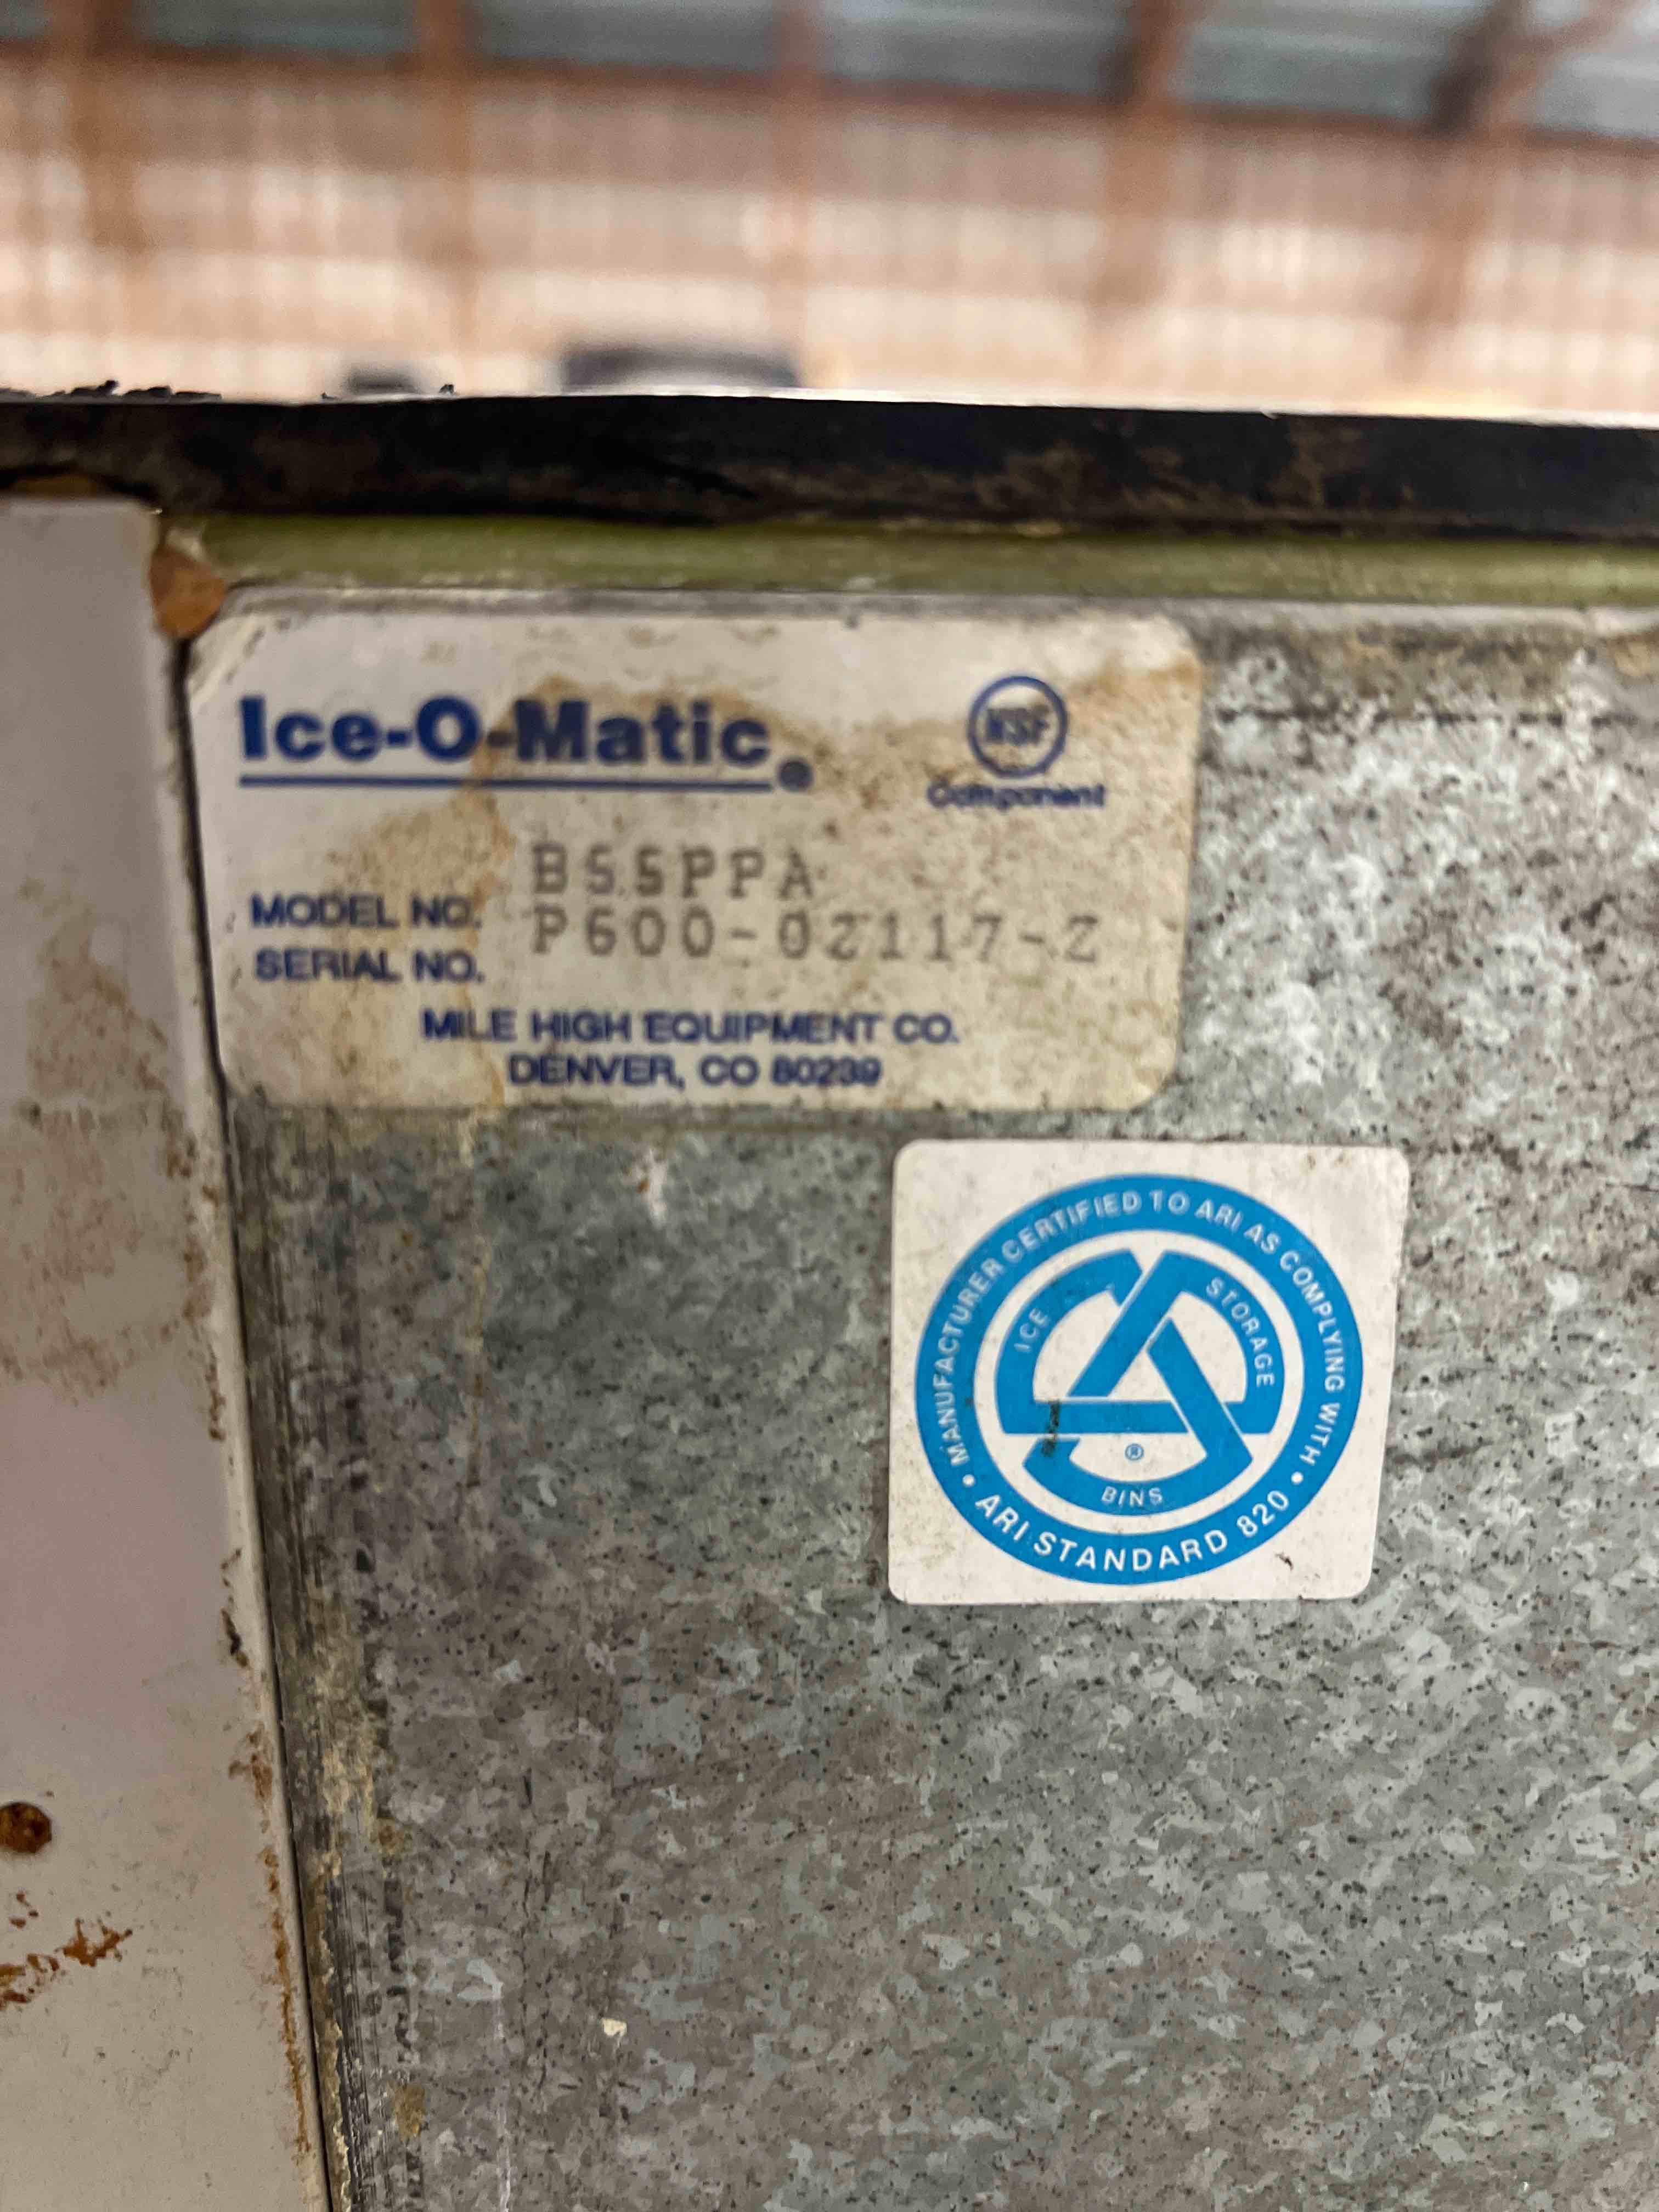 Ice-O-Matic®
NSF
Component
MODEL NO. B55PPA
SERIAL NO. P600-02117-Z
MILE HIGH EQUIPMENT CO.
DENVER, CO 80239
• MANUFACTURER CERTIFIED TO ARI AS COMPLYING WITH •
ARI STANDARD 820
ICE STORAGE
®
BINS